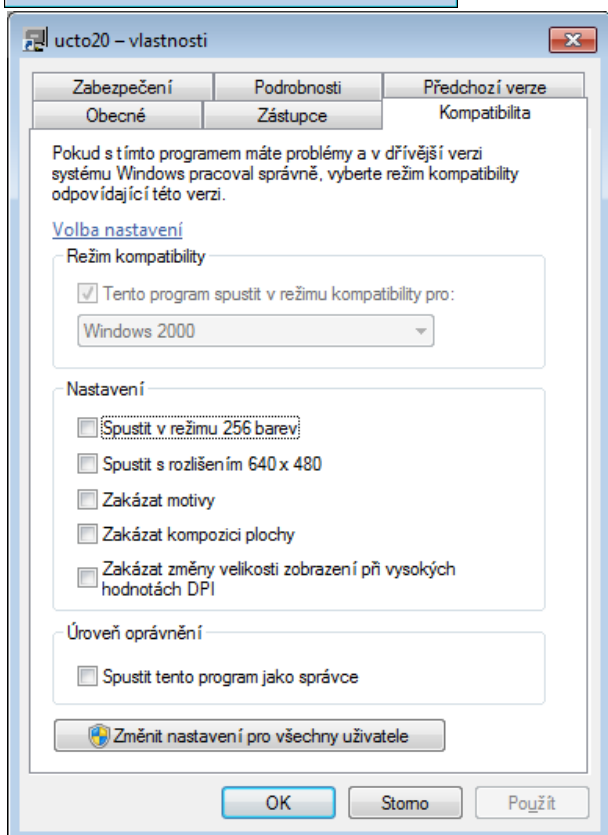 ucto20 – vlastnosti
Zabezpečení
Podrobnosti
Předchozí verze
Obecné
Zástupce
Kompatibilita
Pokud s tímto programem máte problémy a v dřívější verzi
systému Windows pracoval správně, vyberte režim kompatibility
odpovídající této verzi.
Volba nastavení
Režim kompatibility
Tento program spustit v režimu kompatibility pro:
Windows 2000
Nastavení
Spustit v režimu 256 barev
Spustit s rozlišením 640 x 480
Zakázat motivy
Zakázat kompozici plochy
Zakázat změny velikosti zobrazení při vysokých
hodnotách DPI
Úroveň oprávnění
Spustit tento program jako správce
Změnit nastavení pro všechny uživatele
OK
Storno
Použít